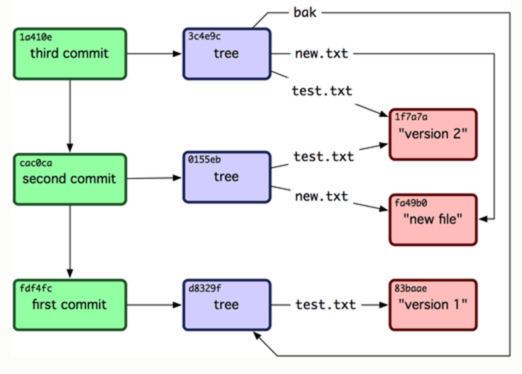 bak
1a410e
third commit
3c4e9c
tree
new.txt
test.txt
1f7a7a
"version 2"
cac0ca
second commit
0155eb
tree
test.txt
new.txt
fa49b0
"new file"
fdf4fc
first commit
d8329f
tree
test.txt
83baae
"version 1"